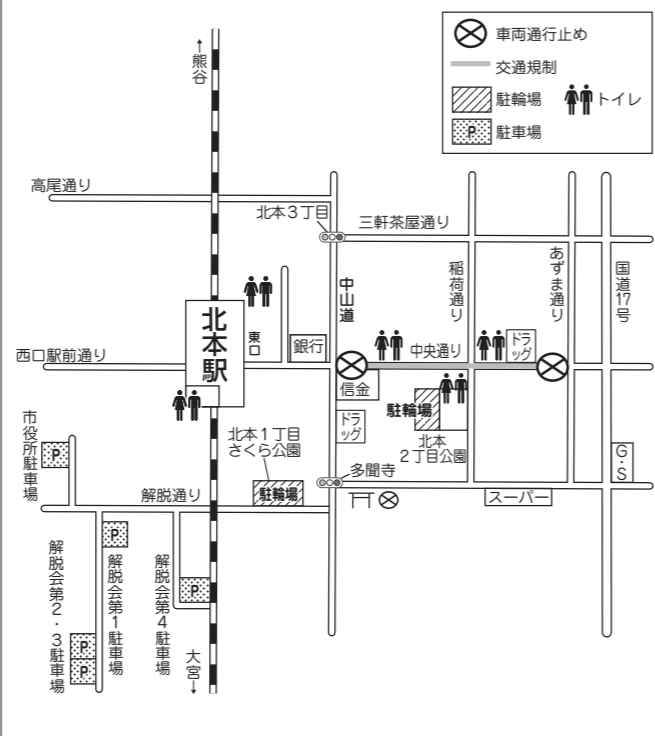 車両通行止め
交通規制
駐輪場
トイレ
P 駐車場
←熊谷
高尾通り
北本3丁目
三軒茶屋通り
中山道
稲荷通り
あずま通り
国道17号
北本駅
東口
銀行
中央通り
ドラッグ
西口駅前通り
信金
駐輪場
ドラッグ
北本
2丁目公園
市役所駐車場
P
北本1丁目
さくら公園
多聞寺
G・S
解脱通り
駐輪場
スーパー
P
解脱会第1駐車場
解脱会第2・3駐車場
P
P
解脱会第4駐車場
P
大宮→